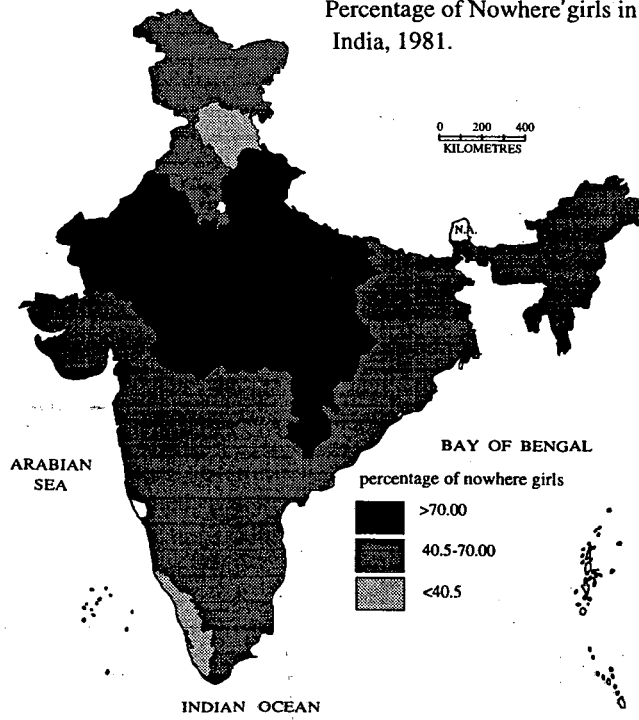 Percentage of Nowhere girls in
India, 1981.
0 200 400
KILOMETRES
N.A.
BAY OF BENGAL
ARABIAN
SEA
percentage of nowhere girls
>70.00
40.5-70.00
<40.5
INDIAN OCEAN